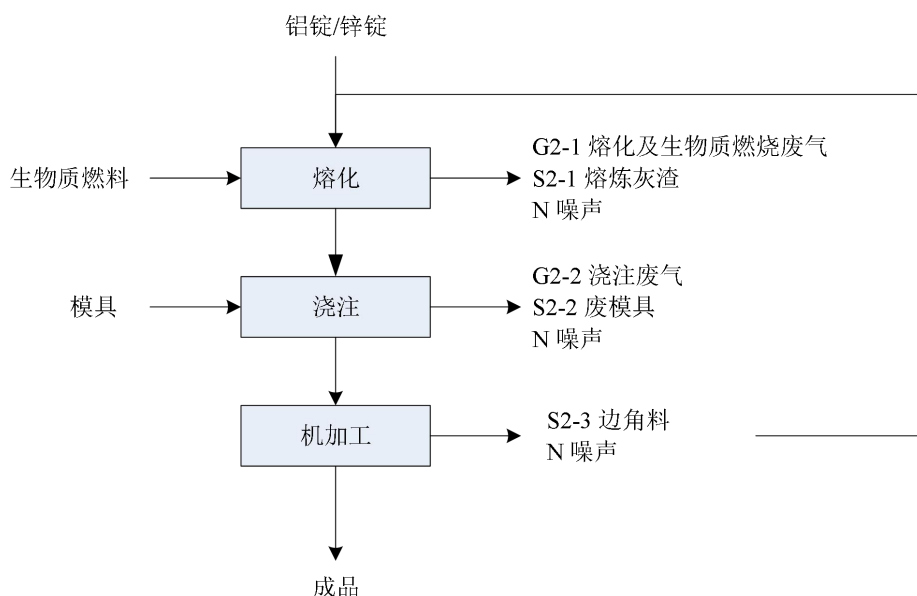 铝锭/锌锭
生物质燃料
熔化
G2-1 熔化及生物质燃烧废气
S2-1 熔炼灰渣
N 噪声
模具
浇注
G2-2 浇注废气
S2-2 废模具
N 噪声
机加工
S2-3 边角料
N 噪声
成品